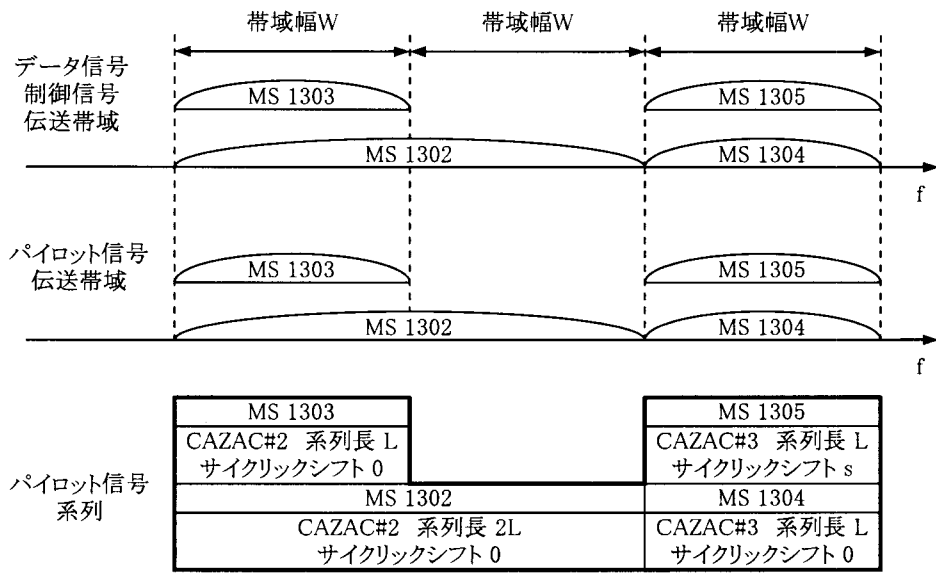 帯域幅W 帯域幅W 帯域幅W
データ信号
制御信号
伝送帯域
MS 1303 MS 1305
MS 1302 MS 1304
f
パイロット信号
伝送帯域
MS 1303 MS 1305
MS 1302 MS 1304
f
パイロット信号
系列
MS 1303 MS 1305
CAZAC#2 系列長 L CAZAC#3 系列長 L
サイクリックシフト 0 サイクリックシフト s
MS 1302 MS 1304
CAZAC#2 系列長 2L CAZAC#3 系列長 L
サイクリックシフト 0 サイクリックシフト 0